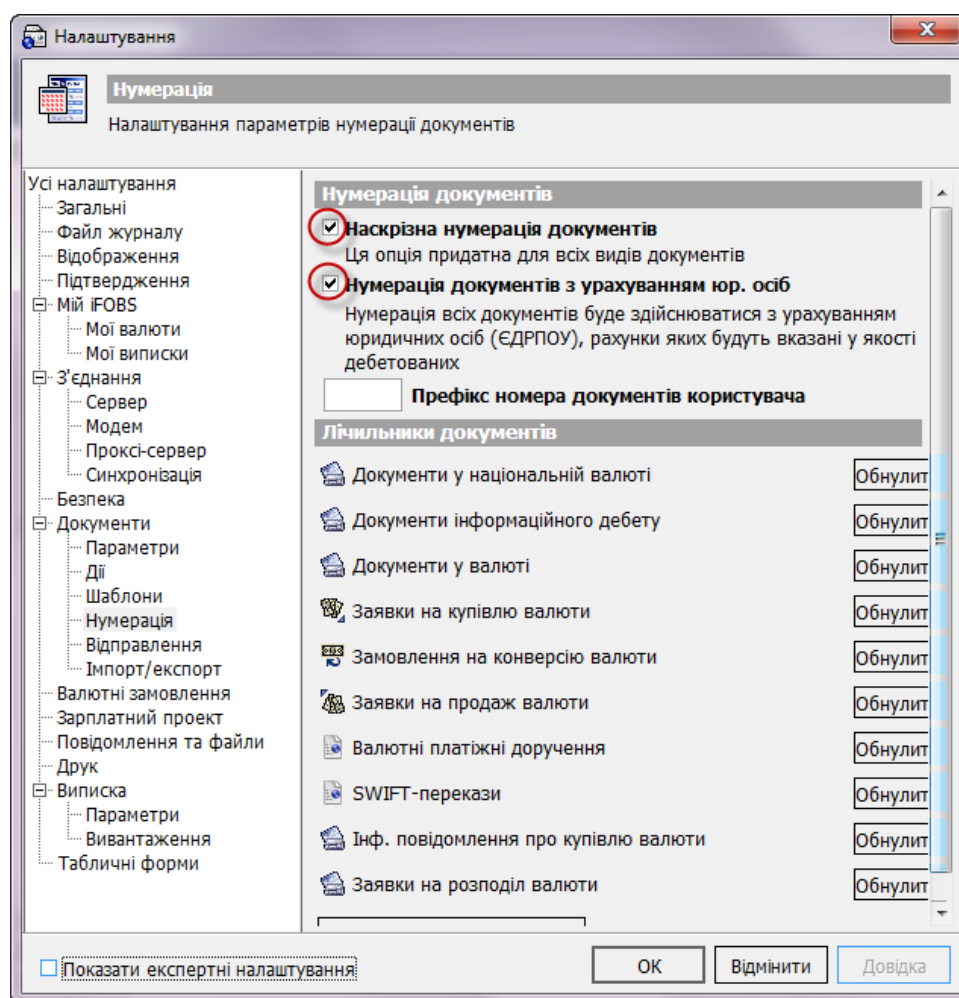 Налаштування
Нумерація
Налаштування параметрів нумерації документів
Усі налаштування
Загальні
Файл журналу
Відображення
Підтвердження
Мій iFOBS
Мої валюти
Мої виписки
З'єднання
Сервер
Модем
Проксі-сервер
Синхронізація
Безпека
Документи
Параметри
Дії
Шаблони
Нумерація
Відправлення
Імпорт/експорт
Валютні замовлення
Зарплатний проект
Повідомлення та файли
Друк
Виписка
Параметри
Вивантаження
Табличні форми
Нумерація документів
Наскрізна нумерація документів
Ця опція придатна для всіх видів документів
Нумерація документів з урахуванням юр. осіб
Нумерація всіх документів буде здійснюватися з урахуванням
юридичних осіб (ЄДРПОУ), рахунки яких будуть вказані у якості
дебетованих
Префікс номера документів користувача
Лічильники документів
Документи у національній валюті Обнулит
Документи інформаційного дебету Обнулит
Документи у валюті Обнулит
Заявки на купівлю валюти Обнулит
Замовлення на конверсію валюти Обнулит
Заявки на продаж валюти Обнулит
Валютні платіжні доручення Обнулит
SWIFT-перекази Обнулит
Інф. повідомлення про купівлю валюти Обнулит
Заявки на розподіл валюти Обнулит
Показати експертні налаштування
ОК Відмінити Довідка